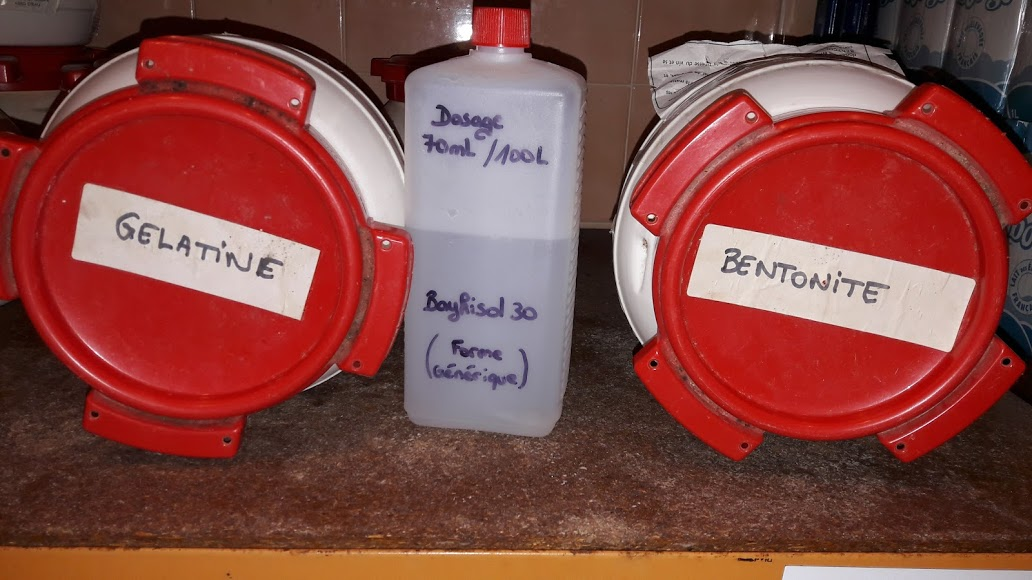 GELATINE
Dosage
70mL / 100L
Baykisol 30
(Forme
Générique)
BENTONITE